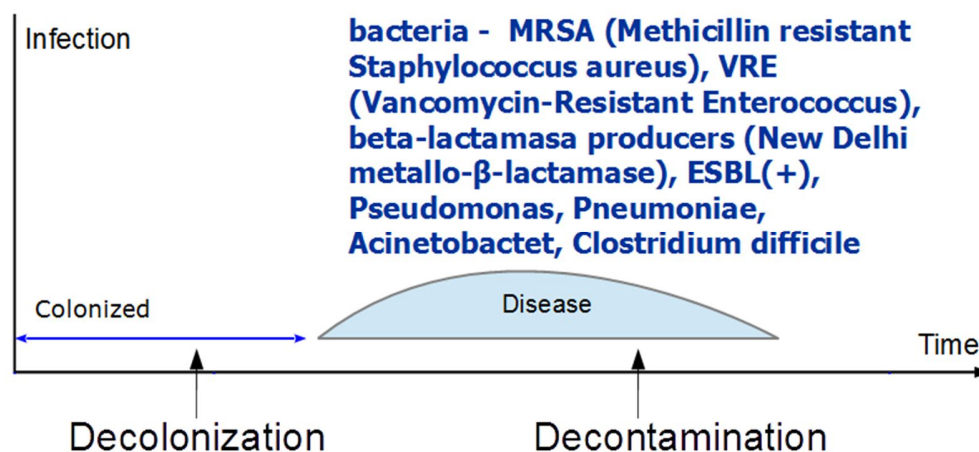 Infection
bacteria - MRSA (Methicillin resistant
Staphylococcus aureus), VRE
(Vancomycin-Resistant Enterococcus),
beta-lactamasa producers (New Delhi
metallo-β-lactamase), ESBL(+),
Pseudomonas, Pneumoniae,
Acinetobactet, Clostridium difficile
Colonized
Disease
Time
Decolonization
Decontamination